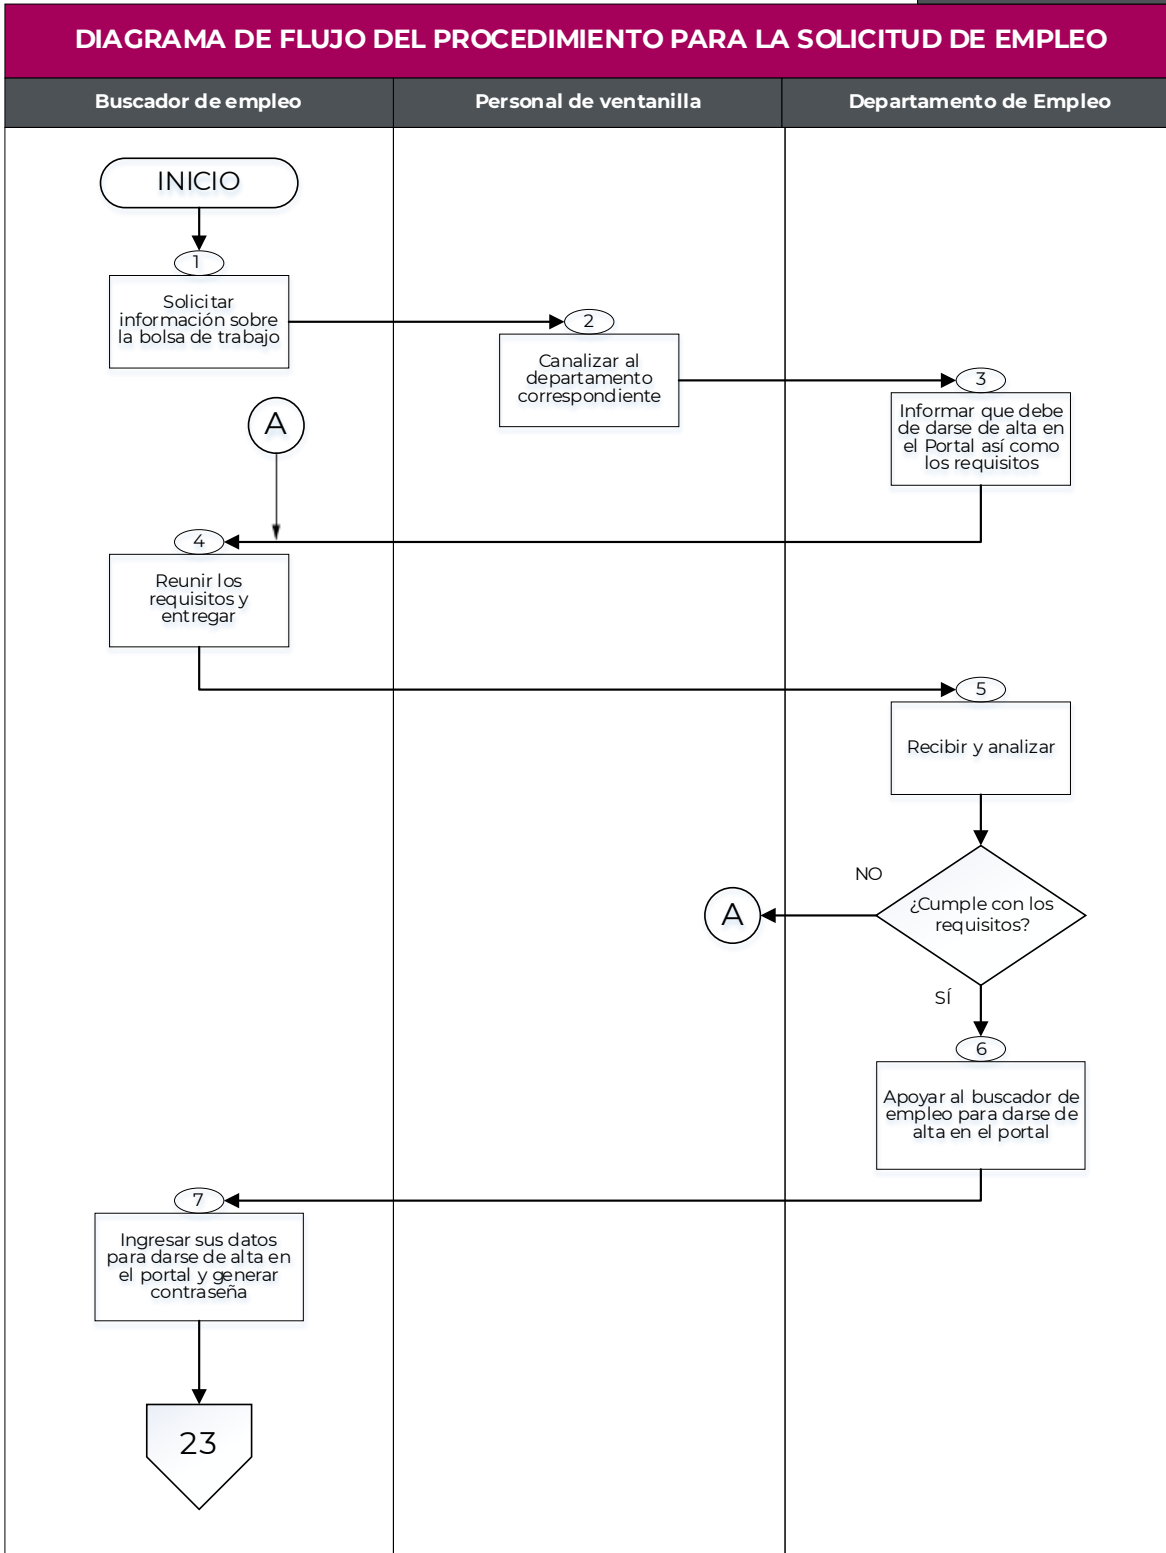 DIAGRAMA DE FLUJO DEL PROCEDIMIENTO PARA LA SOLICITUD DE EMPLEO
Buscador de empleo
Personal de ventanilla
Departamento de Empleo
INICIO
1
Solicitar
información sobre
la bolsa de trabajo
2
Canalizar al
departamento
correspondiente
3
Informar que debe
de darse de alta en
el Portal así como
los requisitos
A
4
Reunir los
requisitos y
entregar
5
Recibir y analizar
NO
¿Cumple con los
requisitos?
A
SÍ
6
Apoyar al buscador de
empleo para darse de
alta en el portal
7
Ingresar sus datos
para darse de alta en
el portal y generar
contraseña
23